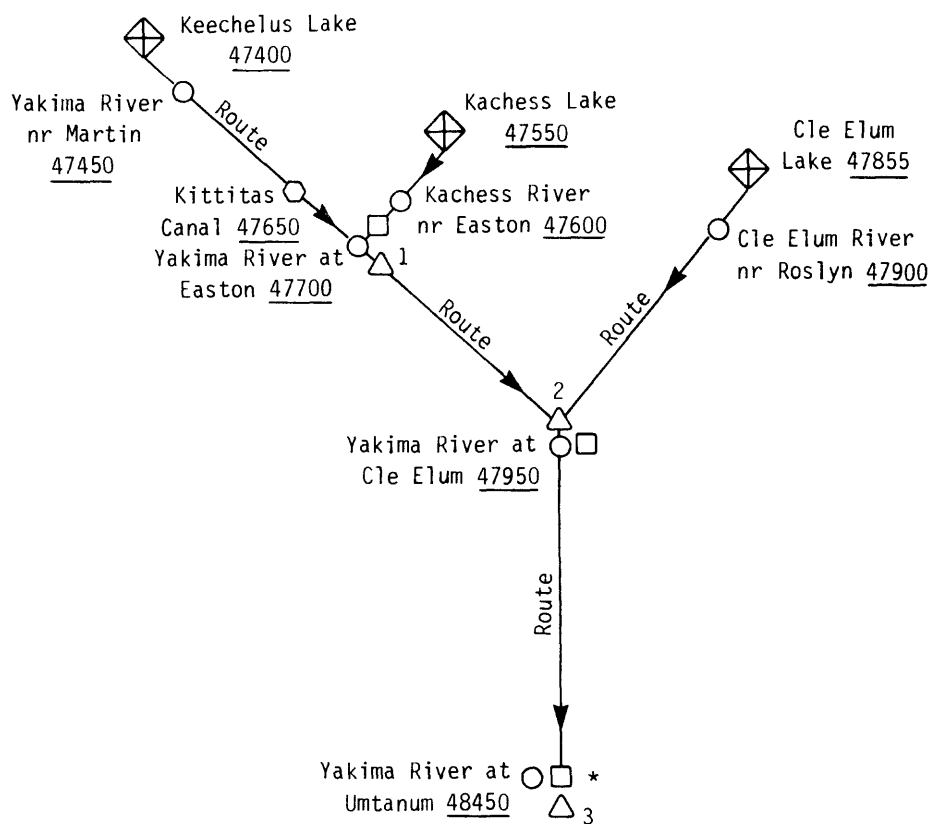 Keechelus Lake
47400
Yakima River
nr Martin
47450
Route
Kachess Lake
47550
Cle Elum
Lake 47855
Kittitas
Canal 47650
Kachess River
nr Easton 47600
Cle Elum River
nr Roslyn 47900
Yakima River at
Easton 47700
1
Route
Route
2
Yakima River at
Cle Elum 47950
Route
Yakima River at
Umtanum 48450
*
3